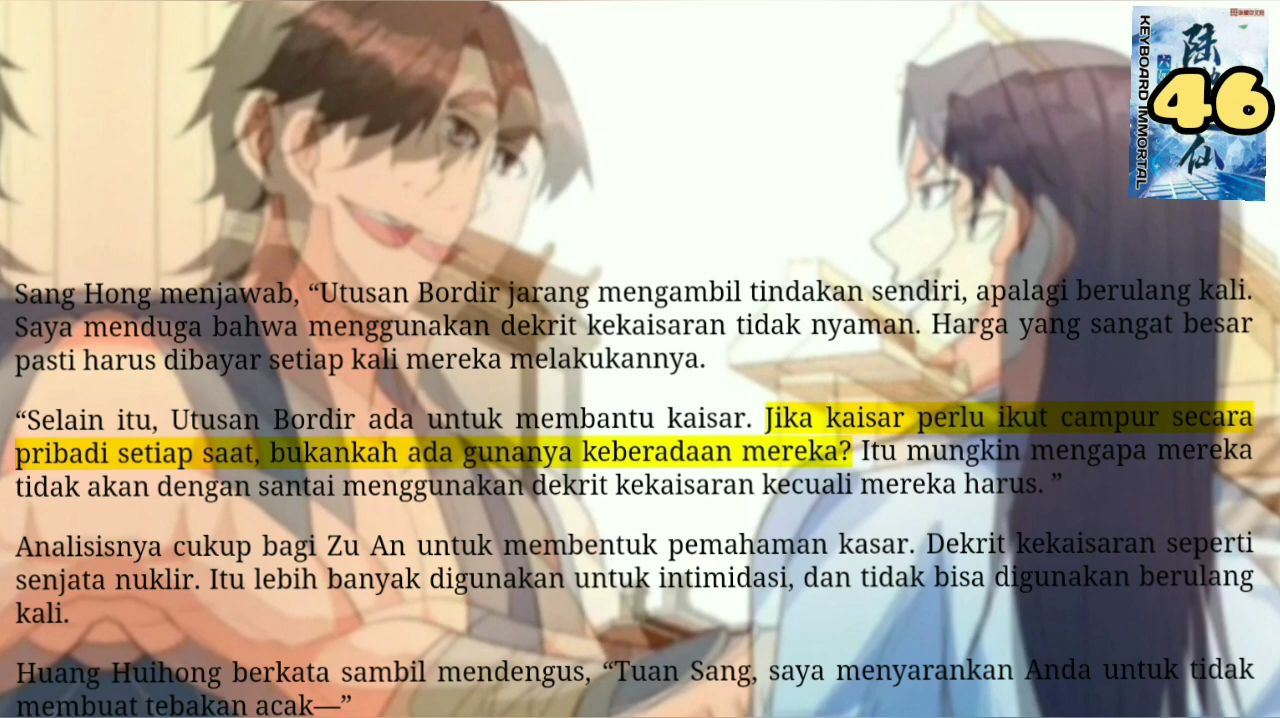 KEYBOARD IMMORTAL
46
仙
Sang Hong menjawab, “Utusan Bordir jarang mengambil tindakan sendiri, apalagi berulang kali.
Saya menduga bahwa menggunakan dekrit kekaisaran tidak nyaman. Harga yang sangat besar
pasti harus dibayar setiap kali mereka melakukannya.
“Selain itu, Utusan Bordir ada untuk membantu kaisar. Jika kaisar perlu ikut campur secara
pribadi setiap saat, bukankah ada gunanya keberadaan mereka? Itu mungkin mengapa mereka
tidak akan dengan santai menggunakan dekrit kekaisaran kecuali mereka harus. ”
Analisisnya cukup bagi Zu An untuk membentuk pemahaman kasar. Dekrit kekaisaran seperti
senjata nuklir. Itu lebih banyak digunakan untuk intimidasi, dan tidak bisa digunakan berulang
kali.
Huang Huihong berkata sambil mendengus, “Tuan Sang, saya menyarankan Anda untuk tidak
membuat tebakan acak—”